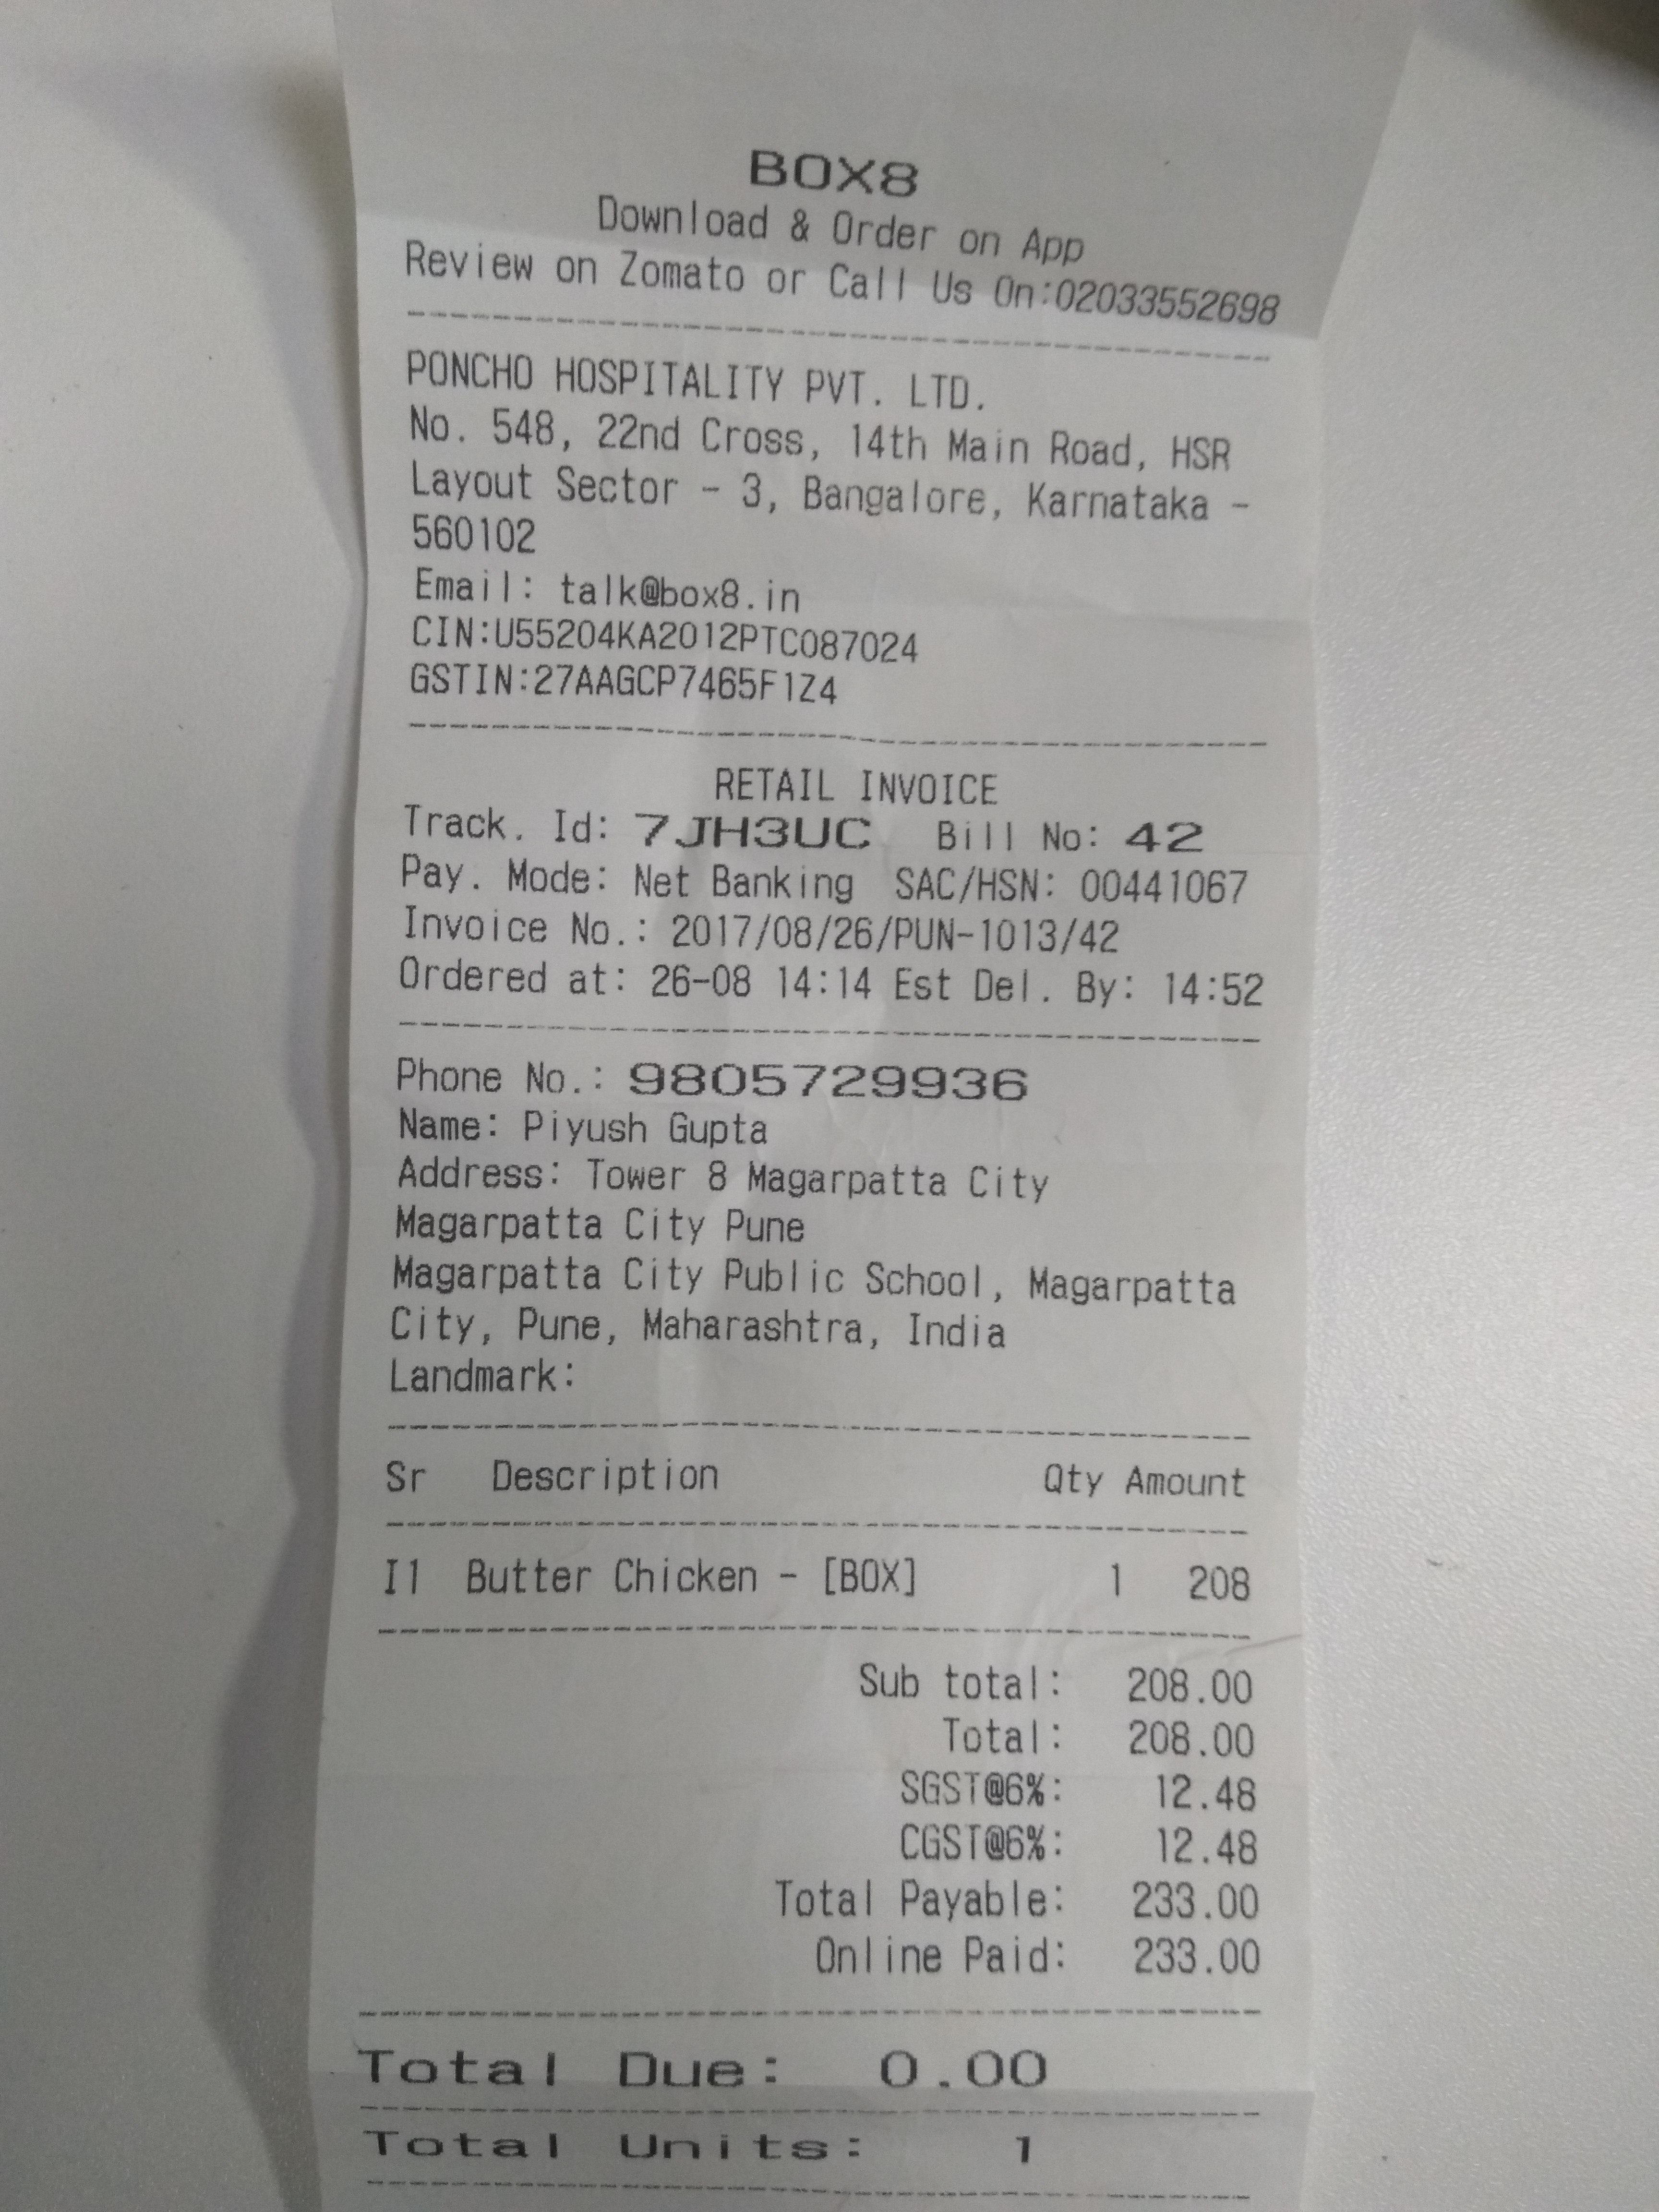 BOX8
Download & Order on App
Review on Zomato or Call Us On:02033552698
PONCHO HOSPITALITY PVT. LTD.
No. 548, 22nd Cross, 14th Main Road, HSR
Layout Sector - 3, Bangalore, Karnataka -
560102
Email: talk@box8.in
CIN:U55204KA2012PTC087024
GSTIN:27AAGCP7465F1Z4
RETAIL INVOICE
Track. Id: 7JH3UC Bill No: 42
Pay. Mode: Net Banking SAC/HSN: 00441067
Invoice No.: 2017/08/26/PUN-1013/42
Ordered at: 26-08 14:14 Est Del. By: 14:52
Phone No.: 9805729936
Name: Piyush Gupta
Address: Tower 8 Magarpatta City
Magarpatta City Pune
Magarpatta City Public School, Magarpatta
City, Pune, Maharashtra, India
Landmark:
Sr Description Qty Amount
I1 Butter Chicken - [BOX] 1 208
Sub total: 208.00
Total: 208.00
SGST@6%: 12.48
CGST@6%: 12.48
Total Payable: 233.00
Online Paid: 233.00
Total Due: 0.00
Total Units: 1